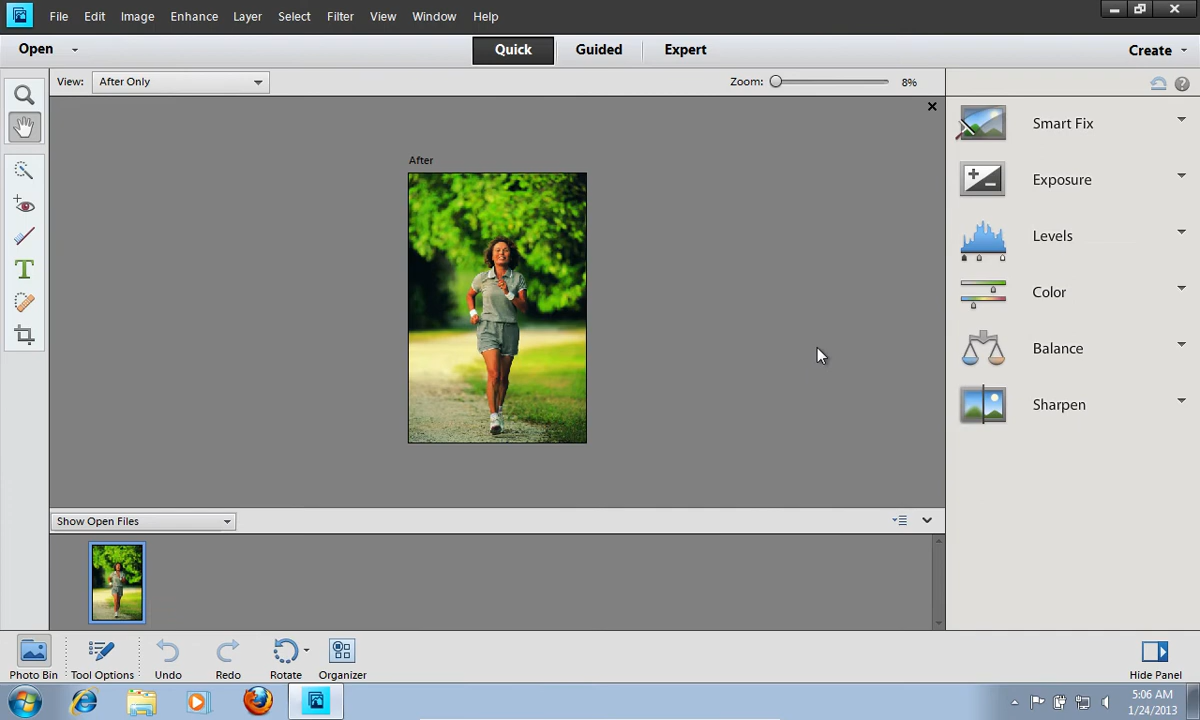 File Edit Image Enhance Layer Select Filter View Window Help
Open Quick Guided Expert Create
View: After Only Zoom: 8%
After
Smart Fix
Exposure
Levels
Color
Balance
Sharpen
Show Open Files
Photo Bin Tool Options Undo Redo Rotate Organizer Hide Panel
5:06 AM
1/24/2013